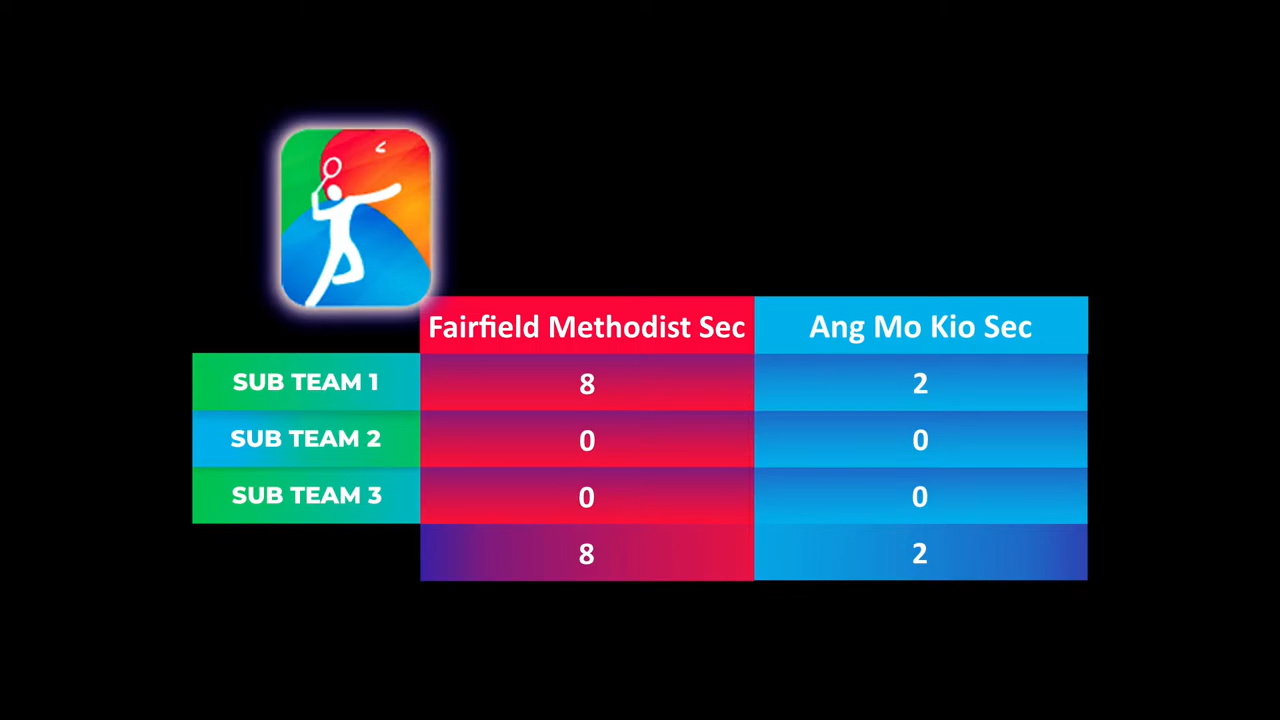 Fairfield Methodist Sec Ang Mo Kio Sec
SUB TEAM 1 8 2
SUB TEAM 2 0 0
SUB TEAM 3 0 0
8 2